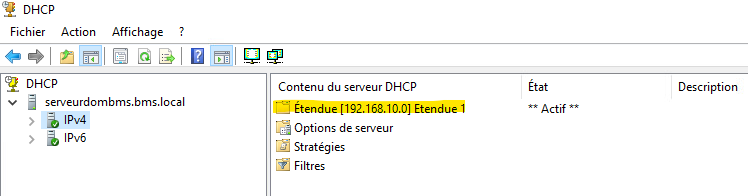 DHCP
Fichier Action Affichage ?
DHCP
serveurdombms.bms.local
IPv4
IPv6
Contenu du serveur DHCP État Description
Étendue [192.168.10.0] Etendue 1 ** Actif **
Options de serveur
Stratégies
Filtres